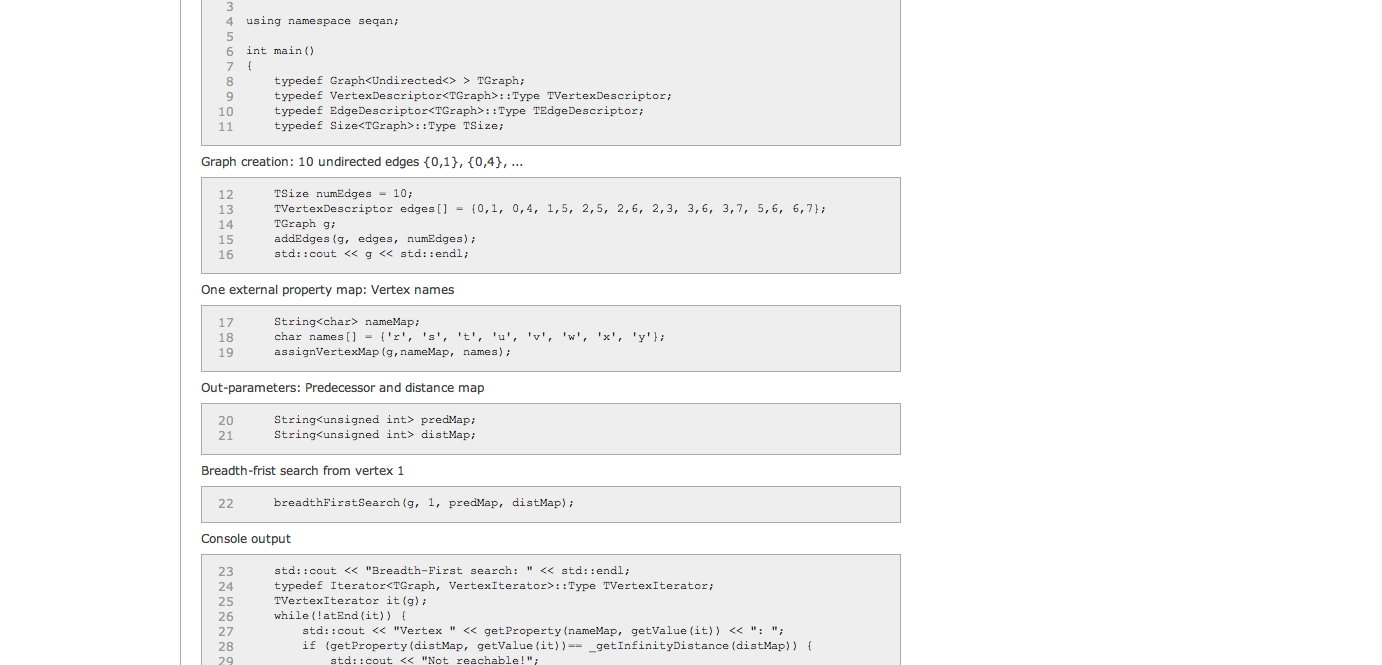 3
4 using namespace seqan;
5
6 int main()
7 {
8 typedef Graph<Undirected<> > TGraph;
9 typedef VertexDescriptor<TGraph>::Type TVertexDescriptor;
10 typedef EdgeDescriptor<TGraph>::Type TEdgeDescriptor;
11 typedef Size<TGraph>::Type TSize;
Graph creation: 10 undirected edges {0,1}, {0,4}, ...
12 TSize numEdges = 10;
13 TVertexDescriptor edges[] = {0,1, 0,4, 1,5, 2,5, 2,6, 2,3, 3,6, 3,7, 5,6, 6,7};
14 TGraph g;
15 addEdges(g, edges, numEdges);
16 std::cout << g << std::endl;
One external property map: Vertex names
17 String<char> nameMap;
18 char names[] = {'r', 's', 't', 'u', 'v', 'w', 'x', 'y'};
19 assignVertexMap(g,nameMap, names);
Out-parameters: Predecessor and distance map
20 String<unsigned int> predMap;
21 String<unsigned int> distMap;
Breadth-frist search from vertex 1
22 breadthFirstSearch(g, 1, predMap, distMap);
Console output
23 std::cout << "Breadth-First search: " << std::endl;
24 typedef Iterator<TGraph, VertexIterator>::Type TVertexIterator;
25 TVertexIterator it(g);
26 while(!atEnd(it)) {
27 std::cout << "Vertex " << getProperty(nameMap, getValue(it)) << ": ";
28 if (getProperty(distMap, getValue(it))== _getInfinityDistance(distMap)) {
29 std::cout << "Not reachable!";